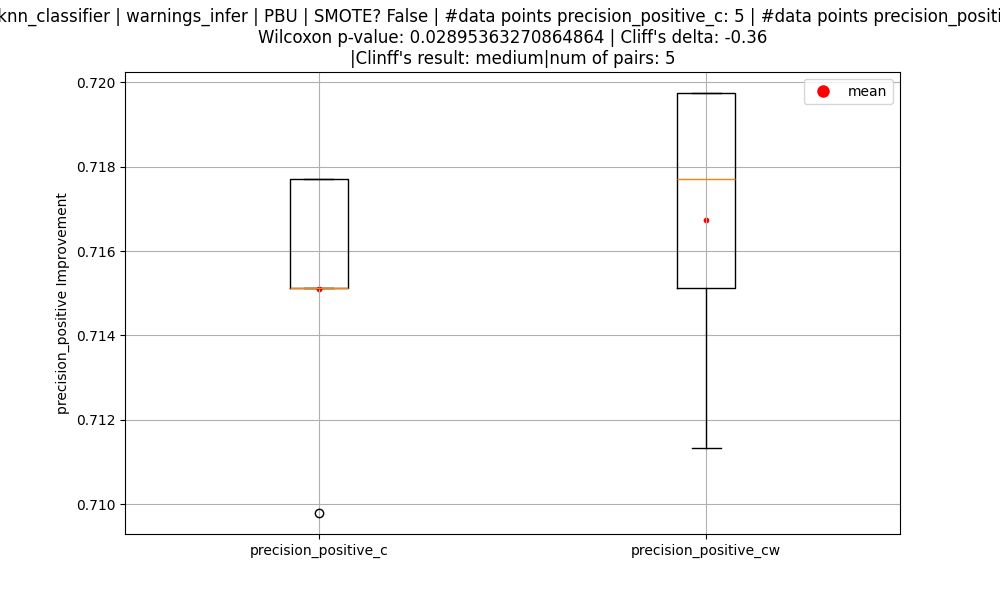 knn_classifier | warnings_infer | PBU | SMOTE? False | #data points precision_positive_c: 5 | #data points
Wilcoxon p-value: 0.02895363270864864 | Cliff's delta: -0.36
|Clinff's result: medium|num of pairs: 5
mean
0.720
0.718
0.716
0.714
0.712
0.710
precision_positive Improvement
precision_positive_c
precision_positive_cw